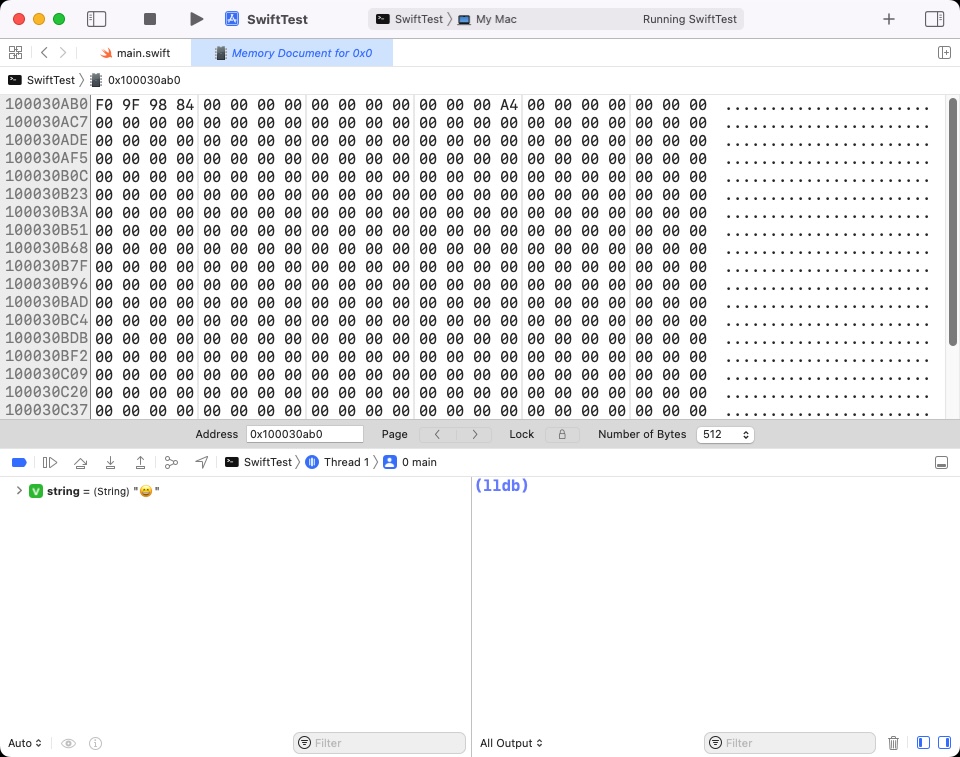 SwiftTest
SwiftTest My Mac Running SwiftTest
main.swift
Memory Document for 0x0
SwiftTest 0x100030ab0
100030AB0 F0 9F 98 84 00 00 00 00 00 00 00 00 00 00 00 A4 00 00 00 00 00 00 00 .......................
100030AC7 00 00 00 00 00 00 00 00 00 00 00 00 00 00 00 00 00 00 00 00 00 00 00 .......................
100030ADE 00 00 00 00 00 00 00 00 00 00 00 00 00 00 00 00 00 00 00 00 00 00 00 .......................
100030AF5 00 00 00 00 00 00 00 00 00 00 00 00 00 00 00 00 00 00 00 00 00 00 00 .......................
100030B0C 00 00 00 00 00 00 00 00 00 00 00 00 00 00 00 00 00 00 00 00 00 00 00 .......................
100030B23 00 00 00 00 00 00 00 00 00 00 00 00 00 00 00 00 00 00 00 00 00 00 00 .......................
100030B3A 00 00 00 00 00 00 00 00 00 00 00 00 00 00 00 00 00 00 00 00 00 00 00 .......................
100030B51 00 00 00 00 00 00 00 00 00 00 00 00 00 00 00 00 00 00 00 00 00 00 00 .......................
100030B68 00 00 00 00 00 00 00 00 00 00 00 00 00 00 00 00 00 00 00 00 00 00 00 .......................
100030B7F 00 00 00 00 00 00 00 00 00 00 00 00 00 00 00 00 00 00 00 00 00 00 00 .......................
100030B96 00 00 00 00 00 00 00 00 00 00 00 00 00 00 00 00 00 00 00 00 00 00 00 .......................
100030BAD 00 00 00 00 00 00 00 00 00 00 00 00 00 00 00 00 00 00 00 00 00 00 00 .......................
100030BC4 00 00 00 00 00 00 00 00 00 00 00 00 00 00 00 00 00 00 00 00 00 00 00 .......................
100030BDB 00 00 00 00 00 00 00 00 00 00 00 00 00 00 00 00 00 00 00 00 00 00 00 .......................
100030BF2 00 00 00 00 00 00 00 00 00 00 00 00 00 00 00 00 00 00 00 00 00 00 00 .......................
100030C09 00 00 00 00 00 00 00 00 00 00 00 00 00 00 00 00 00 00 00 00 00 00 00 .......................
100030C20 00 00 00 00 00 00 00 00 00 00 00 00 00 00 00 00 00 00 00 00 00 00 00 .......................
100030C37 00 00 00 00 00 00 00 00 00 00 00 00 00 00 00 00 00 00 00 00 00 00 00 .......................
Address 0x100030ab0 Page Lock Number of Bytes 512
SwiftTest Thread 1 0 main
V string = (String) "😄"
(lldb)
Auto Filter All Output Filter